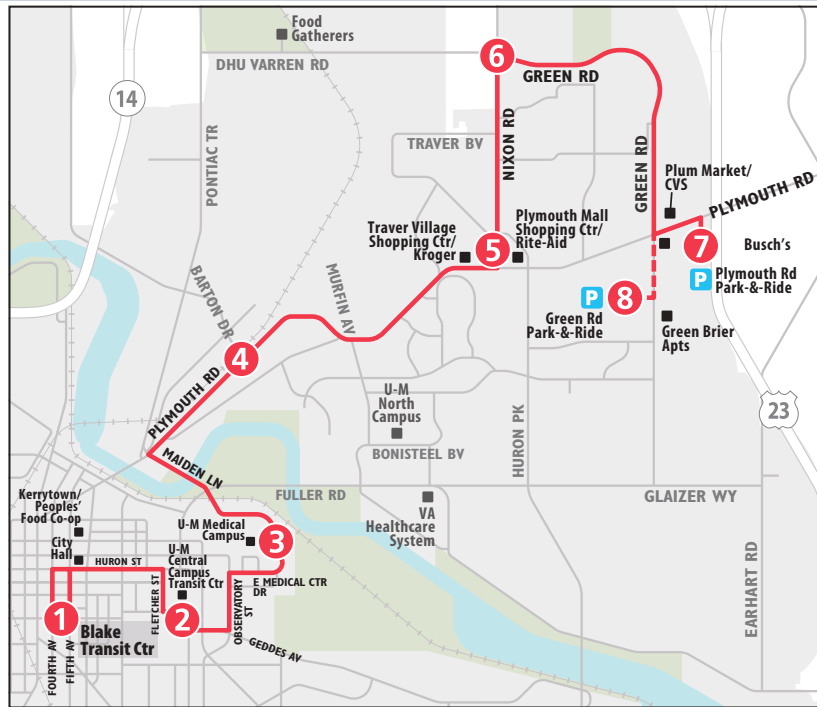 Food
Gatherers
DHU VARREN RD
6
GREEN RD
14
PONTIAC TR
TRAVER BV
NIXON RD
GREEN RD
Plum Market/
CVS
PLYMOUTH RD
Traver Village
Shopping Ctr/
Kroger
5
Plymouth Mall
Shopping Ctr/
Rite-Aid
7
Busch's
P
Plymouth Rd
Park-&-Ride
P
8
Green Rd
Park-&-Ride
Green Brier
Apts
BARTON DR
MURFIN AV
4
PLYMOUTH RD
U-M
North
Campus
23
HURON PK
BONISTEEL BV
MAIDEN LN
FULLER RD
GLAIZER WY
VA
Healthcare
System
Kerrytown/
Peoples'
Food Co-op
City
Hall
U-M Medical
Campus
3
HURON ST
U-M
Central
Campus
Transit Ctr
E MEDICAL CTR
DR
EARHART RD
1
Blake
Transit Ctr
FOURTH AV
FIFTH AV
FLETCHER ST
2
OBSERVATORY
ST
GEDDES AV